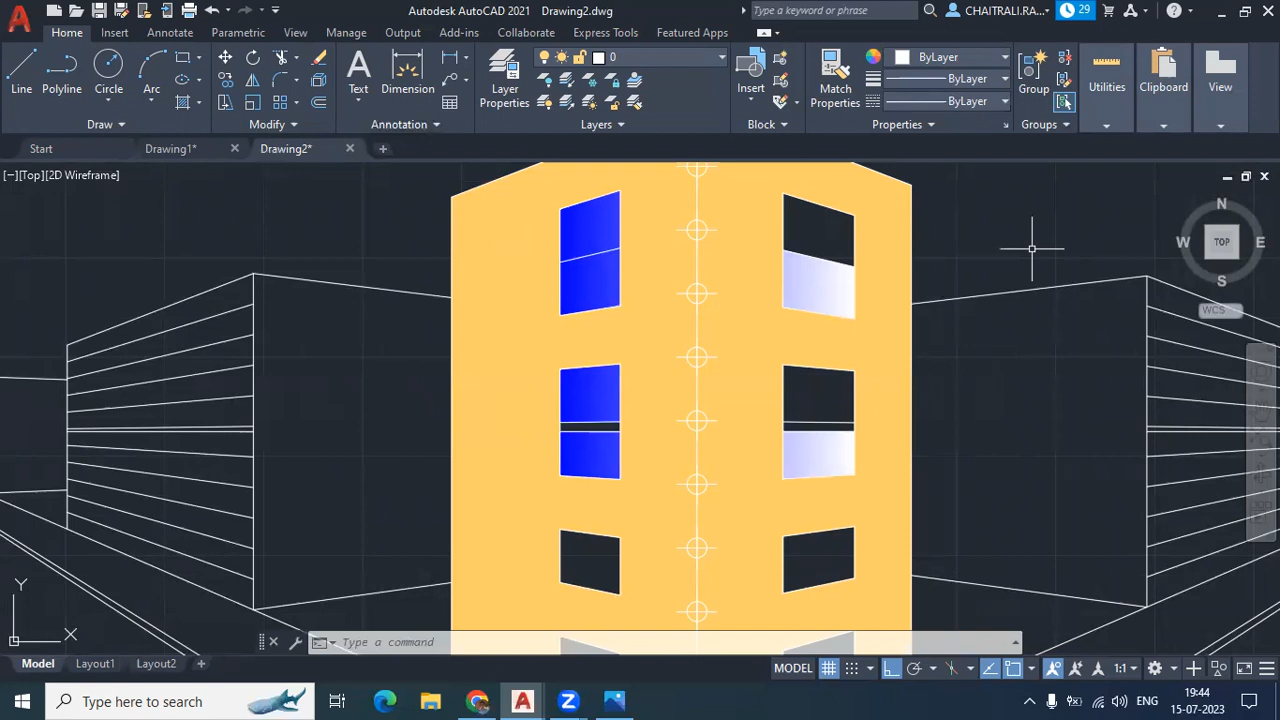 Autodesk AutoCAD 2021 Drawing2.dwg
Type a keyword or phrase
CHAITRALI.RA...
29
Home Insert Annotate Parametric View Manage Output Add-ins Collaborate Express Tools Featured Apps
Line Polyline Circle Arc
Text Dimension
Layer Properties
0
Insert
Match Properties
ByLayer
ByLayer
ByLayer
Group
Utilities
Clipboard
View
Draw Modify Annotation Layers Block Properties Groups
Start Drawing1* Drawing2*
[−][Top][2D Wireframe]
N
W TOP E
S
WCS
Y
X
Type a command
Model Layout1 Layout2
MODEL 1:1
Type here to search
ENG
19:44
15-07-2023